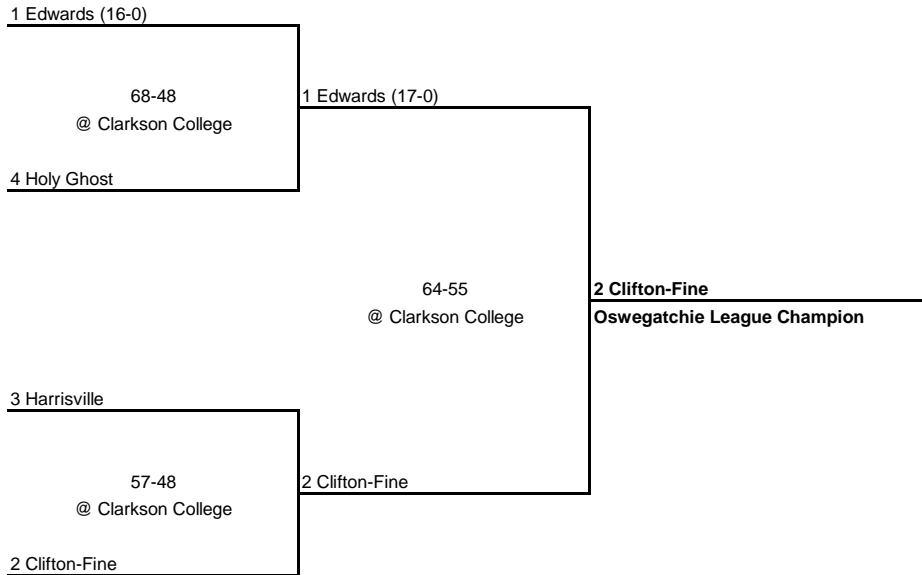 1 Edwards (16-0)
68-48
@ Clarkson College
1 Edwards (17-0)
4 Holy Ghost
64-55
@ Clarkson College
2 Clifton-Fine
Oswegatchie League Champion
3 Harrisville
57-48
@ Clarkson College
2 Clifton-Fine
2 Clifton-Fine